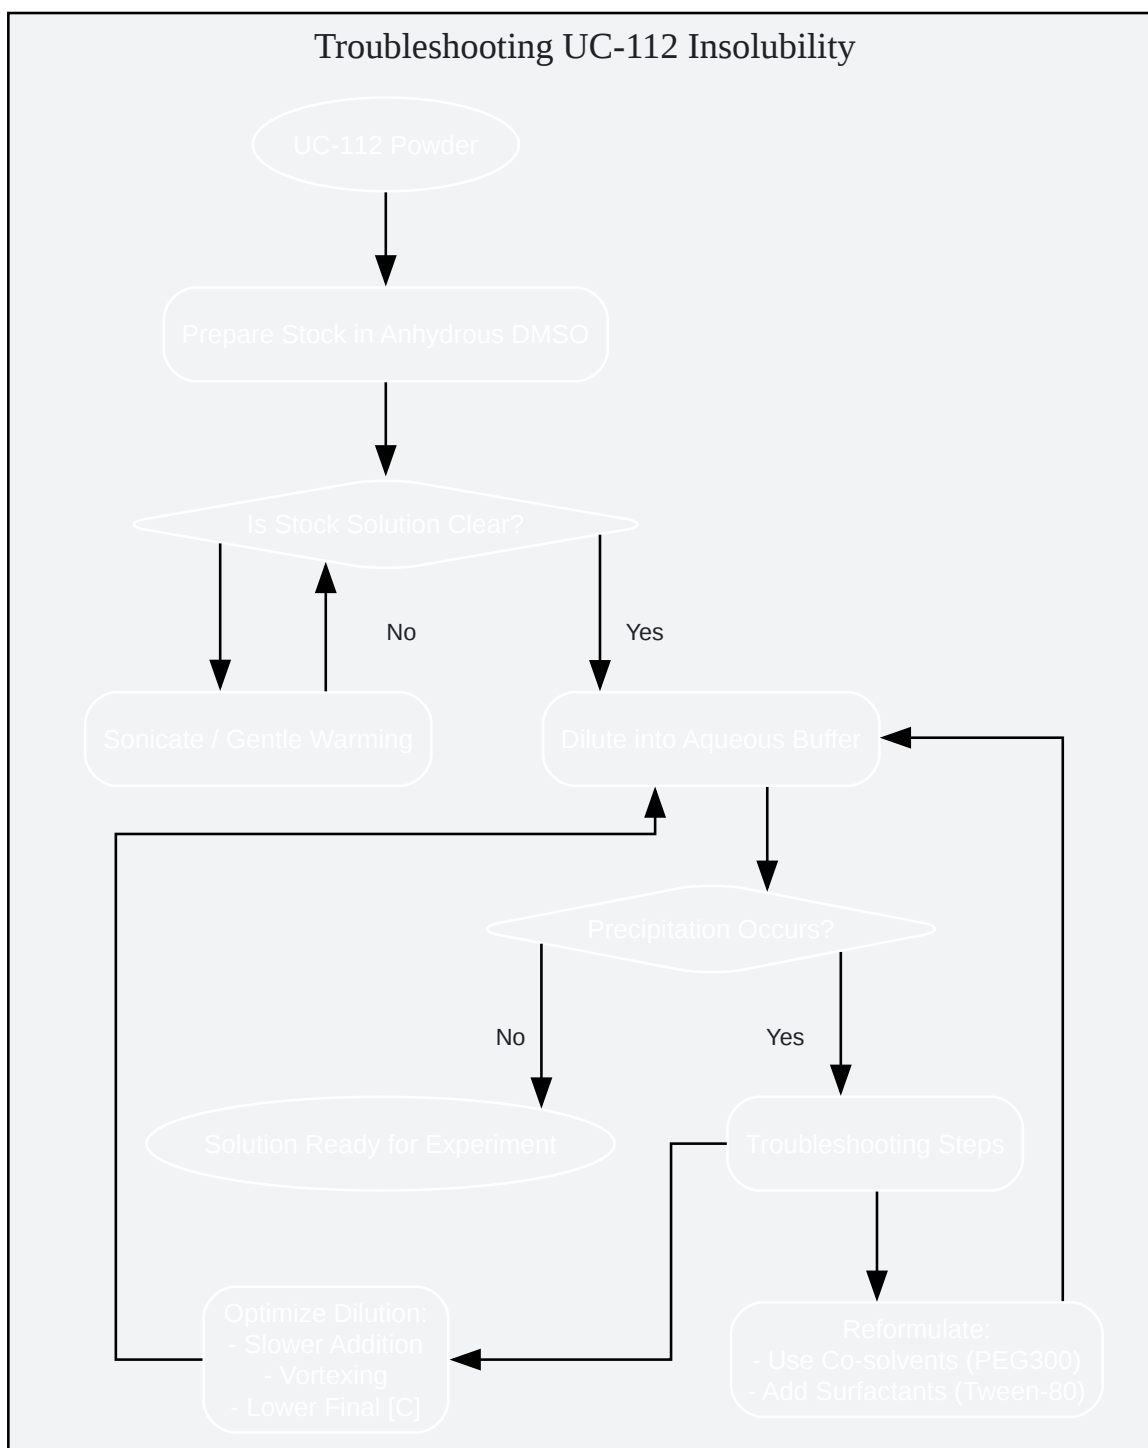 Troubleshooting UC-112 Insolubility
UC-112 Powder
Prepare Stock in Anhydrous DMSO
Is Stock Solution Clear?
No
Yes
Sonicate / Gentle Warming
Dilute into Aqueous Buffer
Precipitation Occurs?
No
Yes
Solution Ready for Experiment
Troubleshooting Steps
Optimize Dilution:
- Slower Addition
- Vortexing
- Lower Final [C]
Reformulate:
- Use Co-solvents (PEG300)
- Add Surfactants (Tween-80)